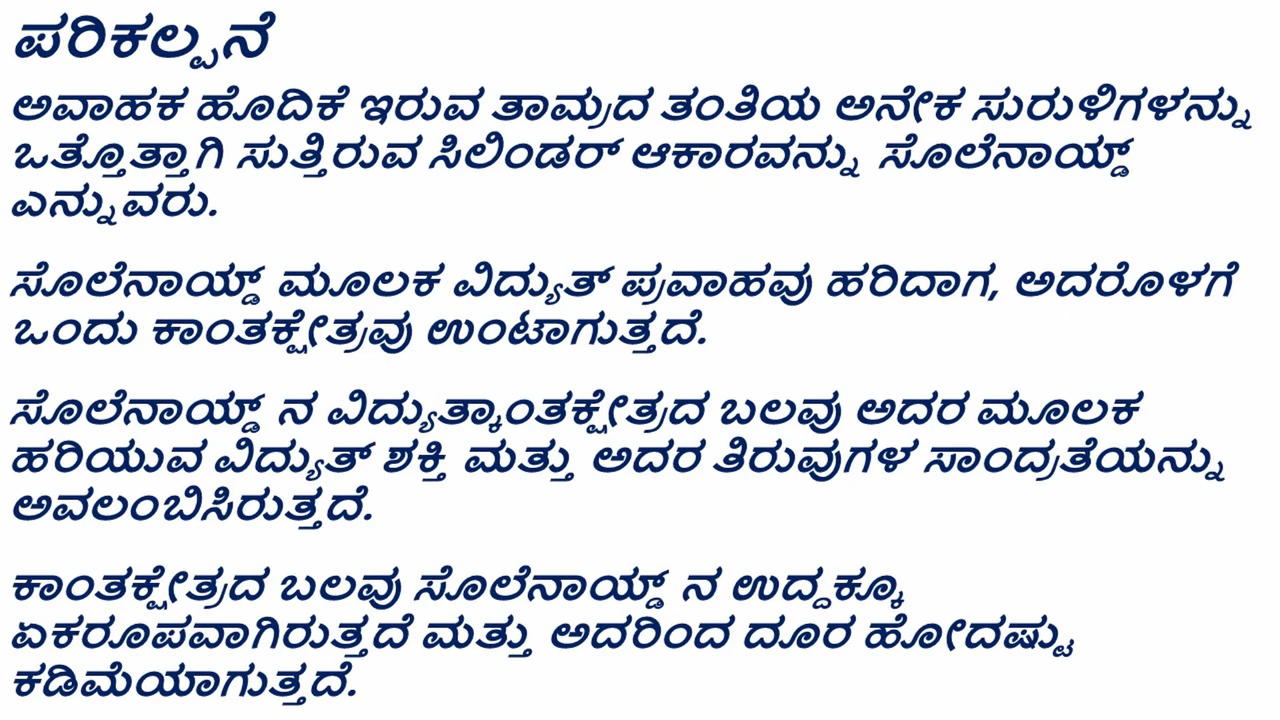 ಪರಿಕಲ್ಪನೆ
ಅವಾಹಕ ಹೊದಿಕೆ ಇರುವ ತಾಮ್ರದ ತಂತಿಯ ಅನೇಕ ಸುರುಳಿಗಳನ್ನು
ಒತ್ತೊತ್ತಾಗಿ ಸುತ್ತಿರುವ ಸಿಲಿಂಡರ್ ಆಕಾರವನ್ನು ಸೊಲೆನಾಯ್ಡ್
ಎನ್ನುವರು.
ಸೊಲೆನಾಯ್ಡ್ ಮೂಲಕ ವಿದ್ಯುತ್ ಪ್ರವಾಹವು ಹರಿದಾಗ, ಅದರೊಳಗೆ
ಒಂದು ಕಾಂತಕ್ಷೇತ್ರವು ಉಂಟಾಗುತ್ತದೆ.
ಸೊಲೆನಾಯ್ಡ್ ನ ವಿದ್ಯುತ್ಕಾಂತಕ್ಷೇತ್ರದ ಬಲವು ಅದರ ಮೂಲಕ
ಹರಿಯುವ ವಿದ್ಯುತ್ ಶಕ್ತಿ ಮತ್ತು ಅದರ ತಿರುವುಗಳ ಸಾಂದ್ರತೆಯನ್ನು
ಅವಲಂಬಿಸಿರುತ್ತದೆ.
ಕಾಂತಕ್ಷೇತ್ರದ ಬಲವು ಸೊಲೆನಾಯ್ಡ್ ನ ಉದ್ದಕ್ಕೂ
ಏಕರೂಪವಾಗಿರುತ್ತದೆ ಮತ್ತು ಅದರಿಂದ ದೂರ ಹೋದಷ್ಟು
ಕಡಿಮೆಯಾಗುತ್ತದೆ.